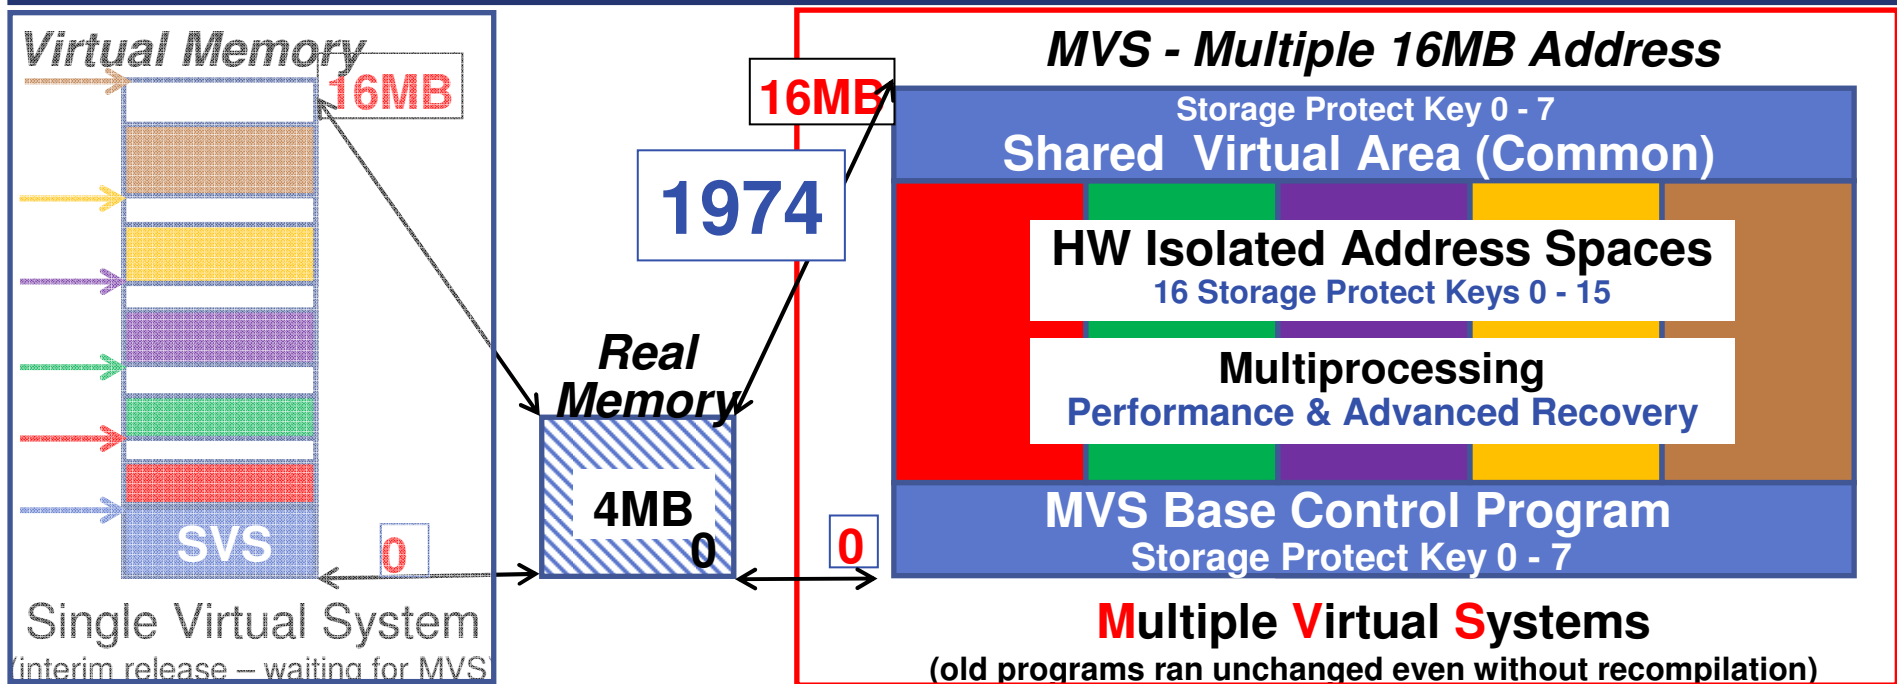 Virtual Memory
16MB
SVS
0
Single Virtual System
(interim release – waiting for MVS)
1974
Real
Memory
4MB
0
16MB
0
MVS - Multiple 16MB Address
Storage Protect Key 0 - 7
Shared Virtual Area (Common)
HW Isolated Address Spaces
16 Storage Protect Keys 0 - 15
Multiprocessing
Performance & Advanced Recovery
MVS Base Control Program
Storage Protect Key 0 - 7
Multiple Virtual Systems
(old programs ran unchanged even without recompilation)